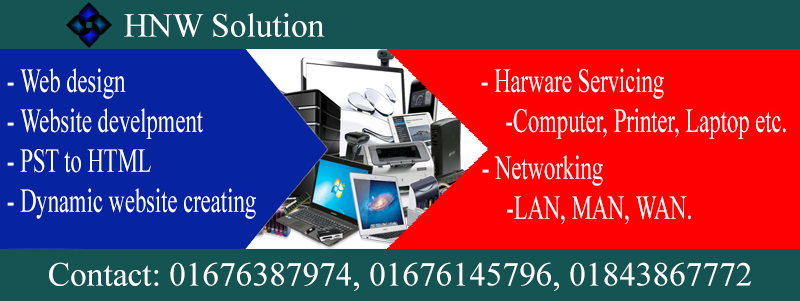 HNW Solution
- Web design
- Website develpment
- PST to HTML
- Dynamic website creating
- Harware Servicing
-Computer, Printer, Laptop etc.
- Networking
-LAN, MAN, WAN.
Contact: 01676387974, 01676145796, 01843867772